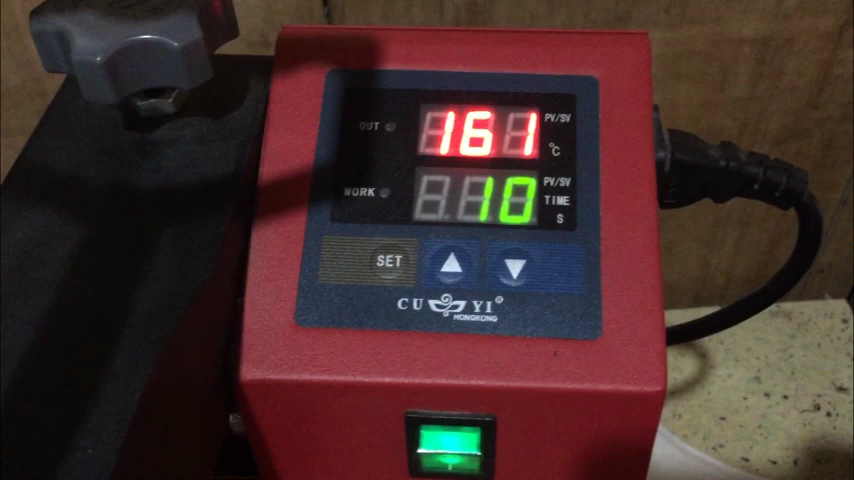 OUT
161
PV/SV
°C
WORK
10
PV/SV
TIME
S
SET
CU YI®
HONGKONG